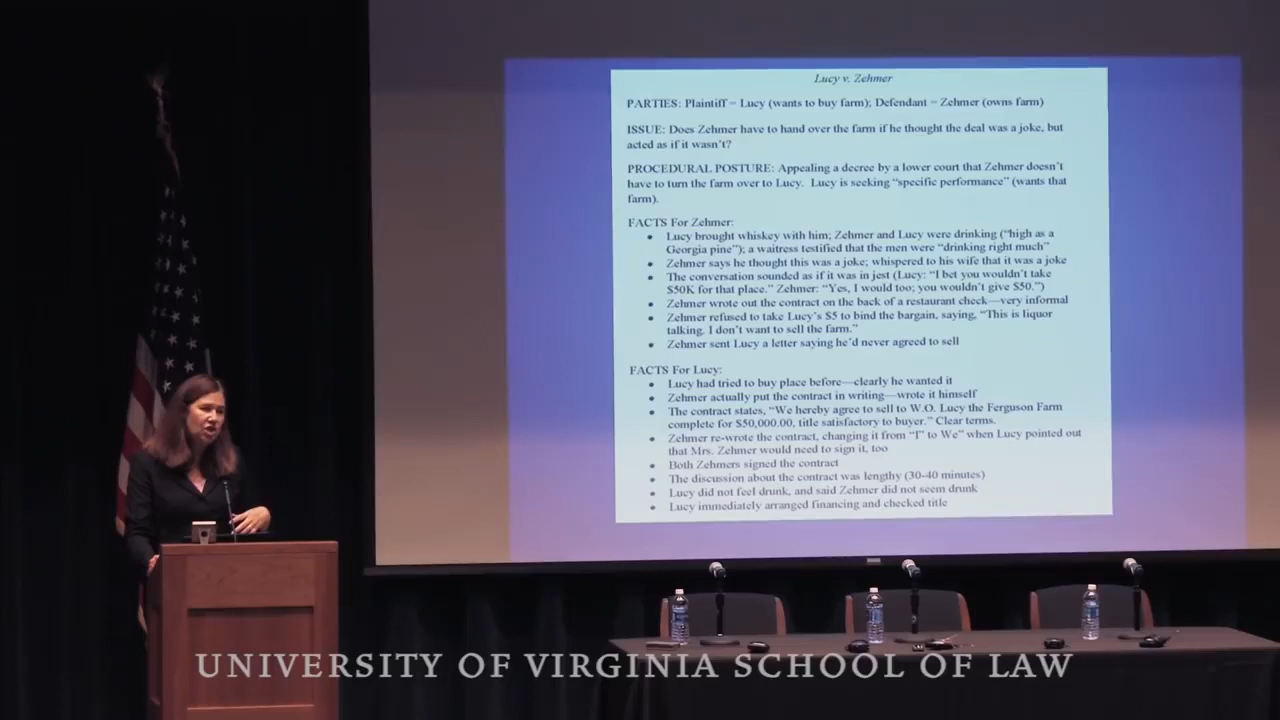 Lucy v. Zehmer
PARTIES: Plaintiff = Lucy (wants to buy farm); Defendant = Zehmer (owns farm)
ISSUE: Does Zehmer have to hand over the farm if he thought the deal was a joke, but
acted as if it wasn't?
PROCEDURAL POSTURE: Appealing a decree by a lower court that Zehmer doesn't
have to turn the farm over to Lucy. Lucy is seeking "specific performance" (wants that
farm).
FACTS For Zehmer:
• Lucy brought whiskey with him; Zehmer and Lucy were drinking ("high as a
Georgia pine"); a waitress testified that the men were "drinking right much"
• Zehmer says he thought this was a joke; whispered to his wife that it was a joke
• The conversation sounded as if it was in jest (Lucy: "I bet you wouldn't take
$50K for that place." Zehmer: "Yes, I would too; you wouldn't give $50.")
• Zehmer wrote out the contract on the back of a restaurant check—very informal
• Zehmer refused to take Lucy's $5 to bind the bargain, saying, "This is liquor
talking. I don't want to sell the farm."
• Zehmer sent Lucy a letter saying he'd never agreed to sell
FACTS For Lucy:
• Lucy had tried to buy place before—clearly he wanted it
• Zehmer actually put the contract in writing—wrote it himself
• The contract states, "We hereby agree to sell to W.O. Lucy the Ferguson Farm
complete for $50,000.00, title satisfactory to buyer." Clear terms.
• Zehmer re-wrote the contract, changing it from "I" to We" when Lucy pointed out
that Mrs. Zehmer would need to sign it, too
• Both Zehmers signed the contract
• The discussion about the contract was lengthy (30-40 minutes)
• Lucy did not feel drunk, and said Zehmer did not seem drunk
• Lucy immediately arranged financing and checked title
UNIVERSITY OF VIRGINIA SCHOOL OF LAW